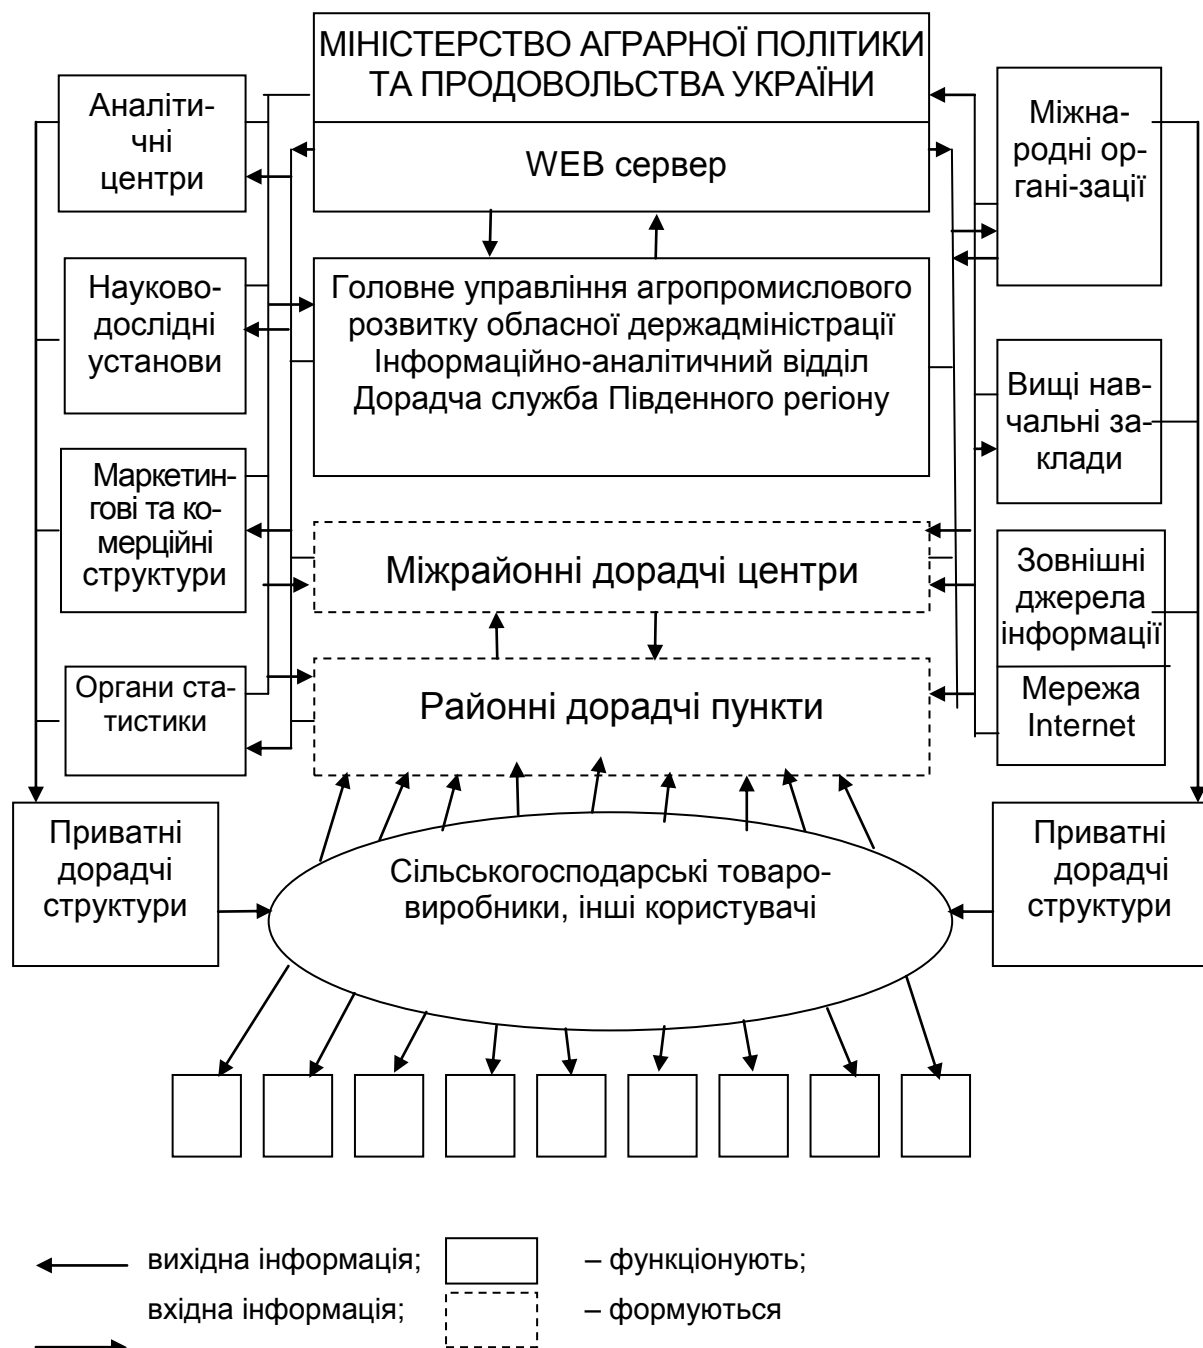 МІНІСТЕРСТВО АГРАРНОЇ ПОЛІТИКИ
ТА ПРОДОВОЛЬСТВА УКРАЇНИ
WEB сервер
Аналіти-
чні
центри
Міжна-
родні ор-
гані-зації
Науково-
дослідні
установи
Головне управління агропромислового
розвитку обласної держадміністрації
Інформаційно-аналітичний відділ
Дорадча служба Південного регіону
Вищі нав-
чальні за-
клади
Маркетин-
гові та ко-
мерційні
структури
Міжрайонні дорадчі центри
Зовнішні
джерела
інформації
Мережа
Internet
Органи ста-
тистики
Районні дорадчі пункти
Приватні
дорадчі
структури
Сільськогосподарські товаро-
виробники, інші користувачі
Приватні
дорадчі
структури
вихідна інформація;
– функціонують;
вхідна інформація;
– формуються